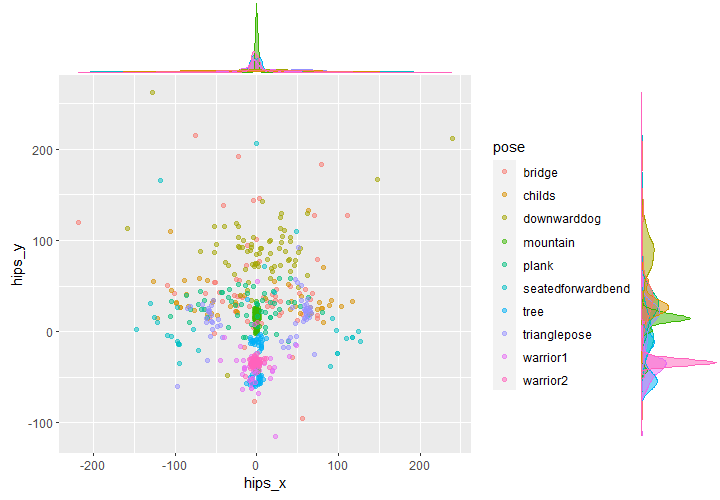 200
100
0
-100
hips_y
-200
-100
0
100
200
hips_x
pose
bridge
childs
downwarddog
mountain
plank
seatedforwardbend
tree
trianglepose
warrior1
warrior2